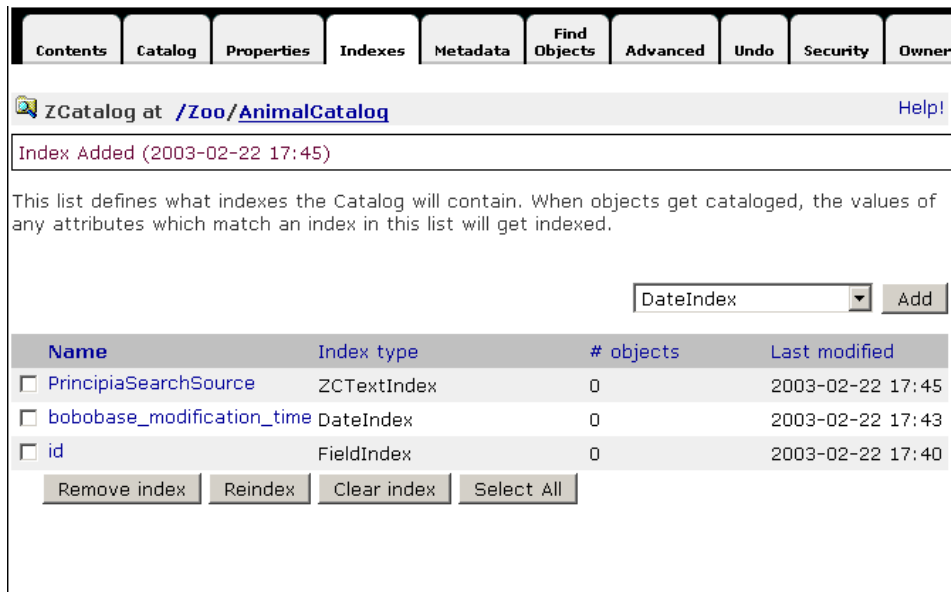 Contents Catalog Properties Indexes Metadata Find Objects Advanced Undo Security Owner
ZCatalog at /Zoo/AnimalCatalog Help!
Index Added (2003-02-22 17:45)
This list defines what indexes the Catalog will contain. When objects get cataloged, the values of
any attributes which match an index in this list will get indexed.
DateIndex Add
Name Index type # objects Last modified
PrincipiaSearchSource ZCTextIndex 0 2003-02-22 17:45
bobobase_modification_time DateIndex 0 2003-02-22 17:43
id FieldIndex 0 2003-02-22 17:40
Remove index Reindex Clear index Select All